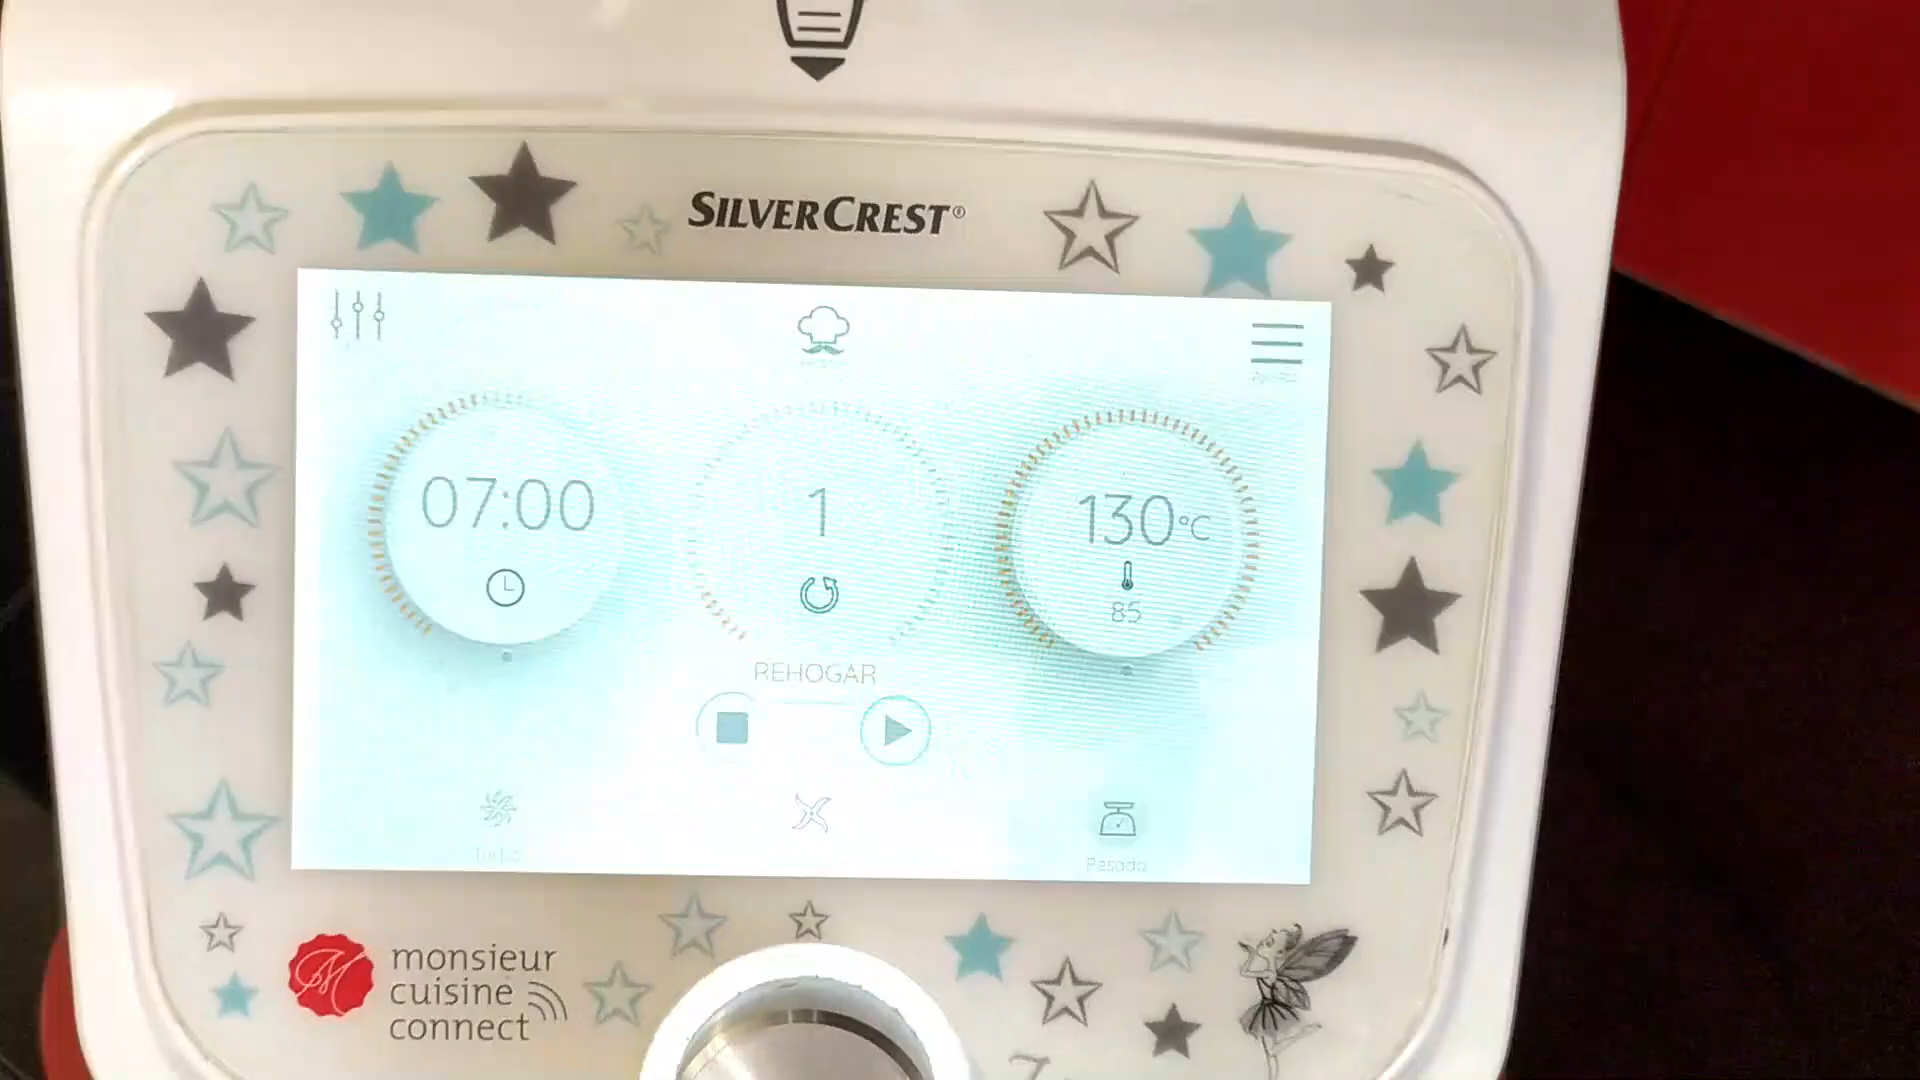 SILVERCREST®
07:00
1
130°C
85
REHOGAR
Pesada
monsieur
cuisine
connect